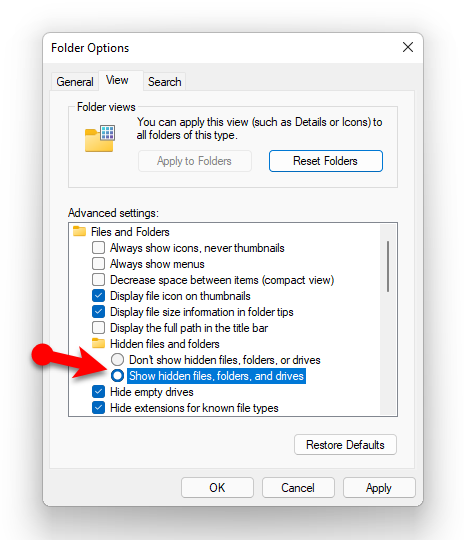 Folder Options
General
View
Search
Folder views
You can apply this view (such as Details or Icons) to
all folders of this type.
Apply to Folders
Reset Folders
Advanced settings:
Files and Folders
Always show icons, never thumbnails
Always show menus
Decrease space between items (compact view)
Display file icon on thumbnails
Display file size information in folder tips
Display the full path in the title bar
Hidden files and folders
Don't show hidden files, folders, or drives
Show hidden files, folders, and drives
Hide empty drives
Hide extensions for known file types
Restore Defaults
OK
Cancel
Apply